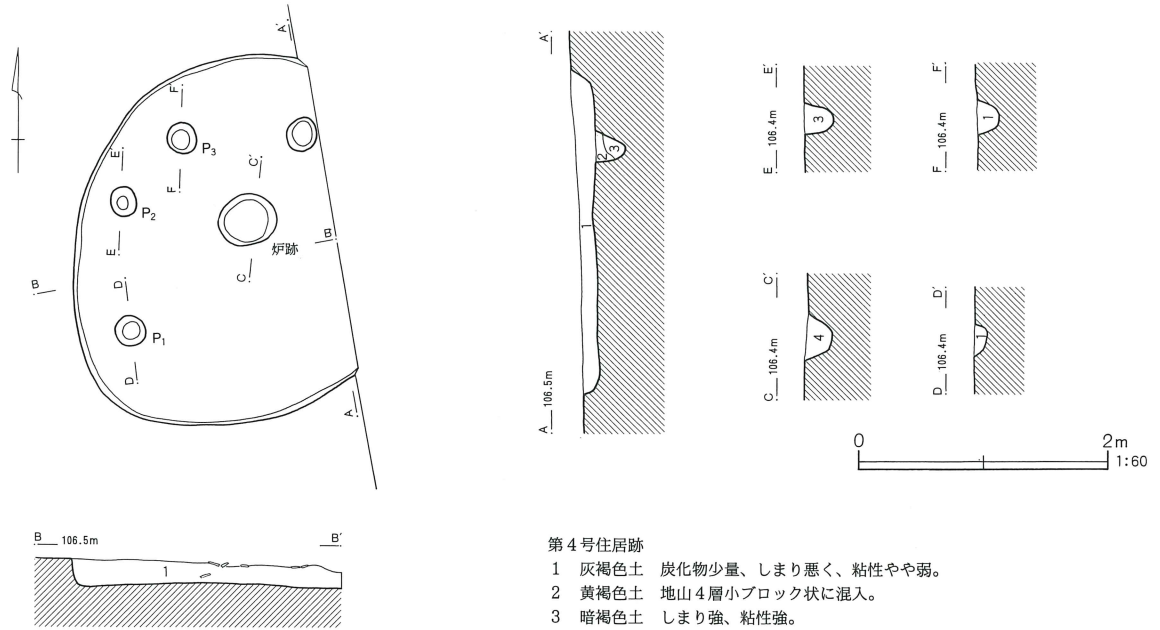 A′
F′
P₃
E′
C′
P₂
F
炉跡
B′
E
C
B
D′
P₁
D
A
A′
A 106.5m
1
2
3
E′
E 106.4m
3
F′
F 106.4m
1
C′
C 106.4m
4
D′
D 106.4m
1
0 2m
1:60
B 106.5m B′
1
第4号住居跡
1 灰褐色土 炭化物少量、しまり悪く、粘性やや弱。
2 黄褐色土 地山4層小ブロック状に混入。
3 暗褐色土 しまり強、粘性強。